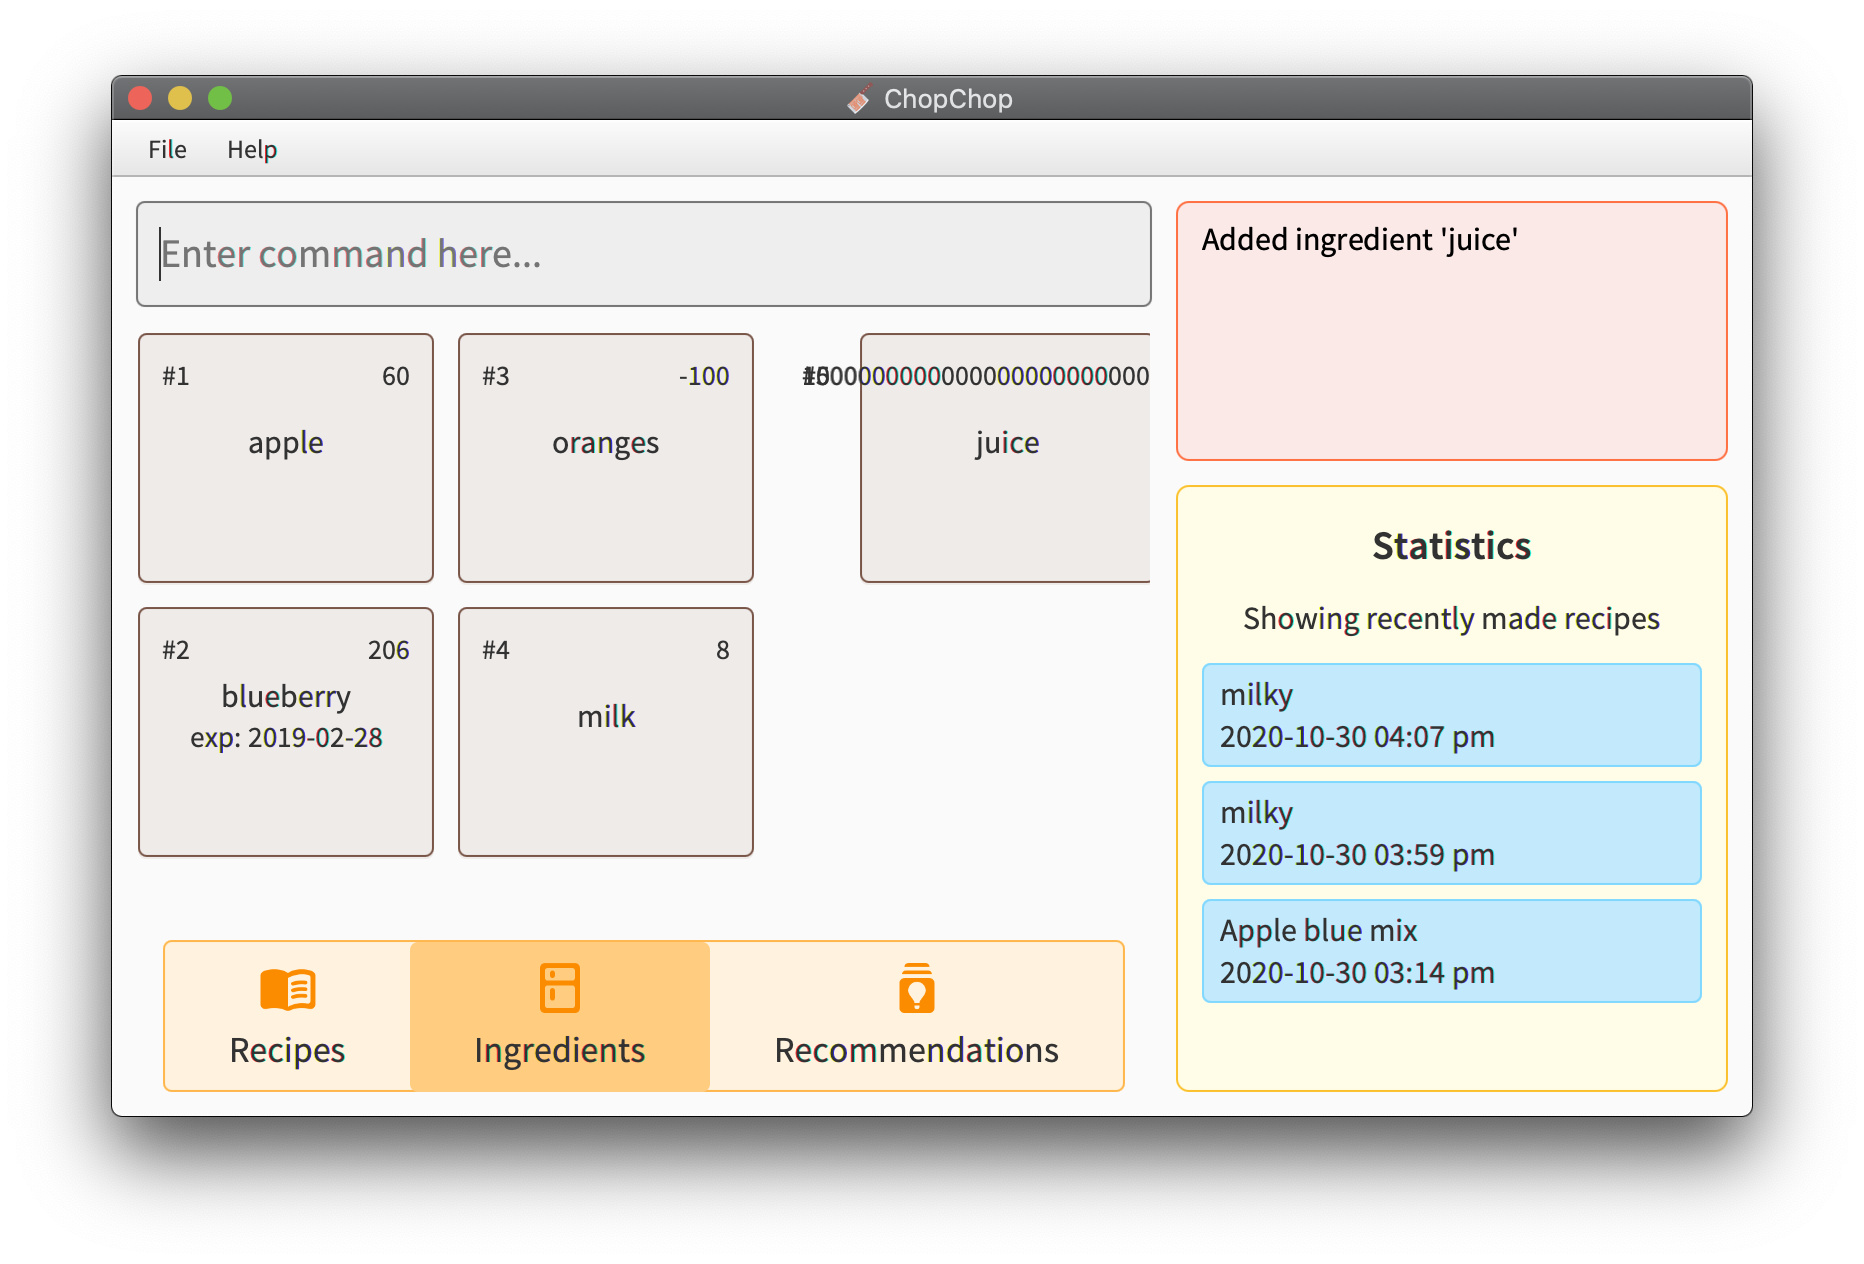 ChopChop
File Help
Enter command here...
Added ingredient 'juice'
#1 60
apple
#3 -100
oranges
juice
#2 206
blueberry
exp: 2019-02-28
#4 8
milk
Statistics
Showing recently made recipes
milky
2020-10-30 04:07 pm
milky
2020-10-30 03:59 pm
Apple blue mix
2020-10-30 03:14 pm
Recipes
Ingredients
Recommendations